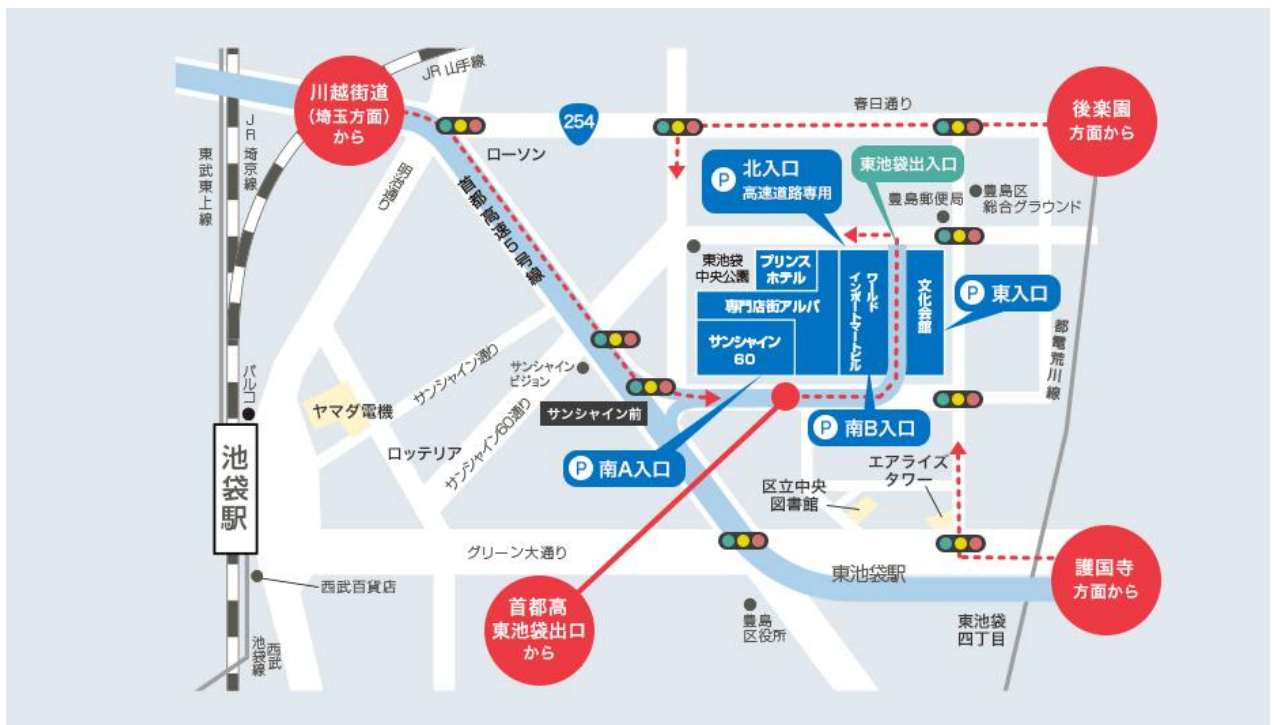 JR 山手線
川越街道
(埼玉方面)
から
254
春日通り
後楽園
方面から
JR埼京線
東武東上線
ローソン
明治通り
首都高速5号線
P 北入口
高速道路専用
東池袋出入口
豊島郵便局
豊島区
総合グラウンド
東池袋
中央公園
プリンス
ホテル
専門店街アルパ
サンシャイン
60
ワールド
インポートマートビル
文化会館
P 東入口
都電荒川線
パルコ
ヤマダ電機
サンシャイン通り
サンシャイン
ビジョン
サンシャイン前
ロッテリア
サンシャイン60通り
P 南A入口
P 南B入口
池袋駅
エアライズ
タワー
区立中央
図書館
グリーン大通り
東池袋駅
護国寺
方面から
西武百貨店
首都高
東池袋出口
から
豊島
区役所
東池袋
四丁目
西武
池袋線